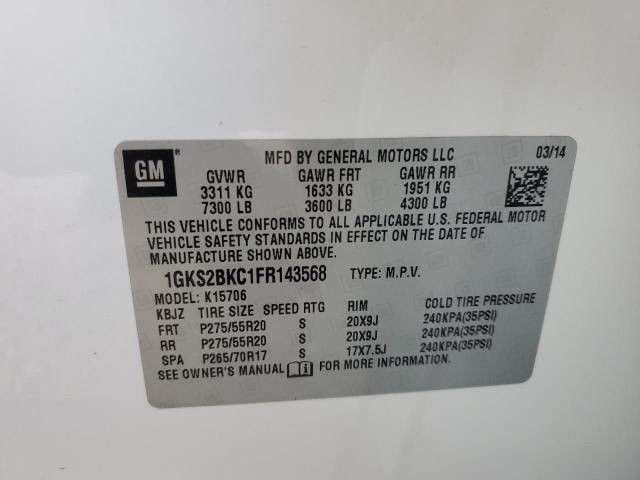 GM ®
MFD BY GENERAL MOTORS LLC 03/14
GVWR GAWR FRT GAWR RR
3311 KG 1633 KG 1951 KG
7300 LB 3600 LB 4300 LB
THIS VEHICLE CONFORMS TO ALL APPLICABLE U.S. FEDERAL MOTOR
VEHICLE SAFETY STANDARDS IN EFFECT ON THE DATE OF
MANUFACTURE SHOWN ABOVE.
1GKS2BKC1FR143568 TYPE: M.P.V.
MODEL: K15706
KBJZ TIRE SIZE SPEED RTG RIM COLD TIRE PRESSURE
FRT P275/55R20 S 20X9J 240KPA(35PSI)
RR P275/55R20 S 20X9J 240KPA(35PSI)
SPA P265/70R17 S 17X7.5J 240KPA(35PSI)
SEE OWNER'S MANUAL FOR MORE INFORMATION.